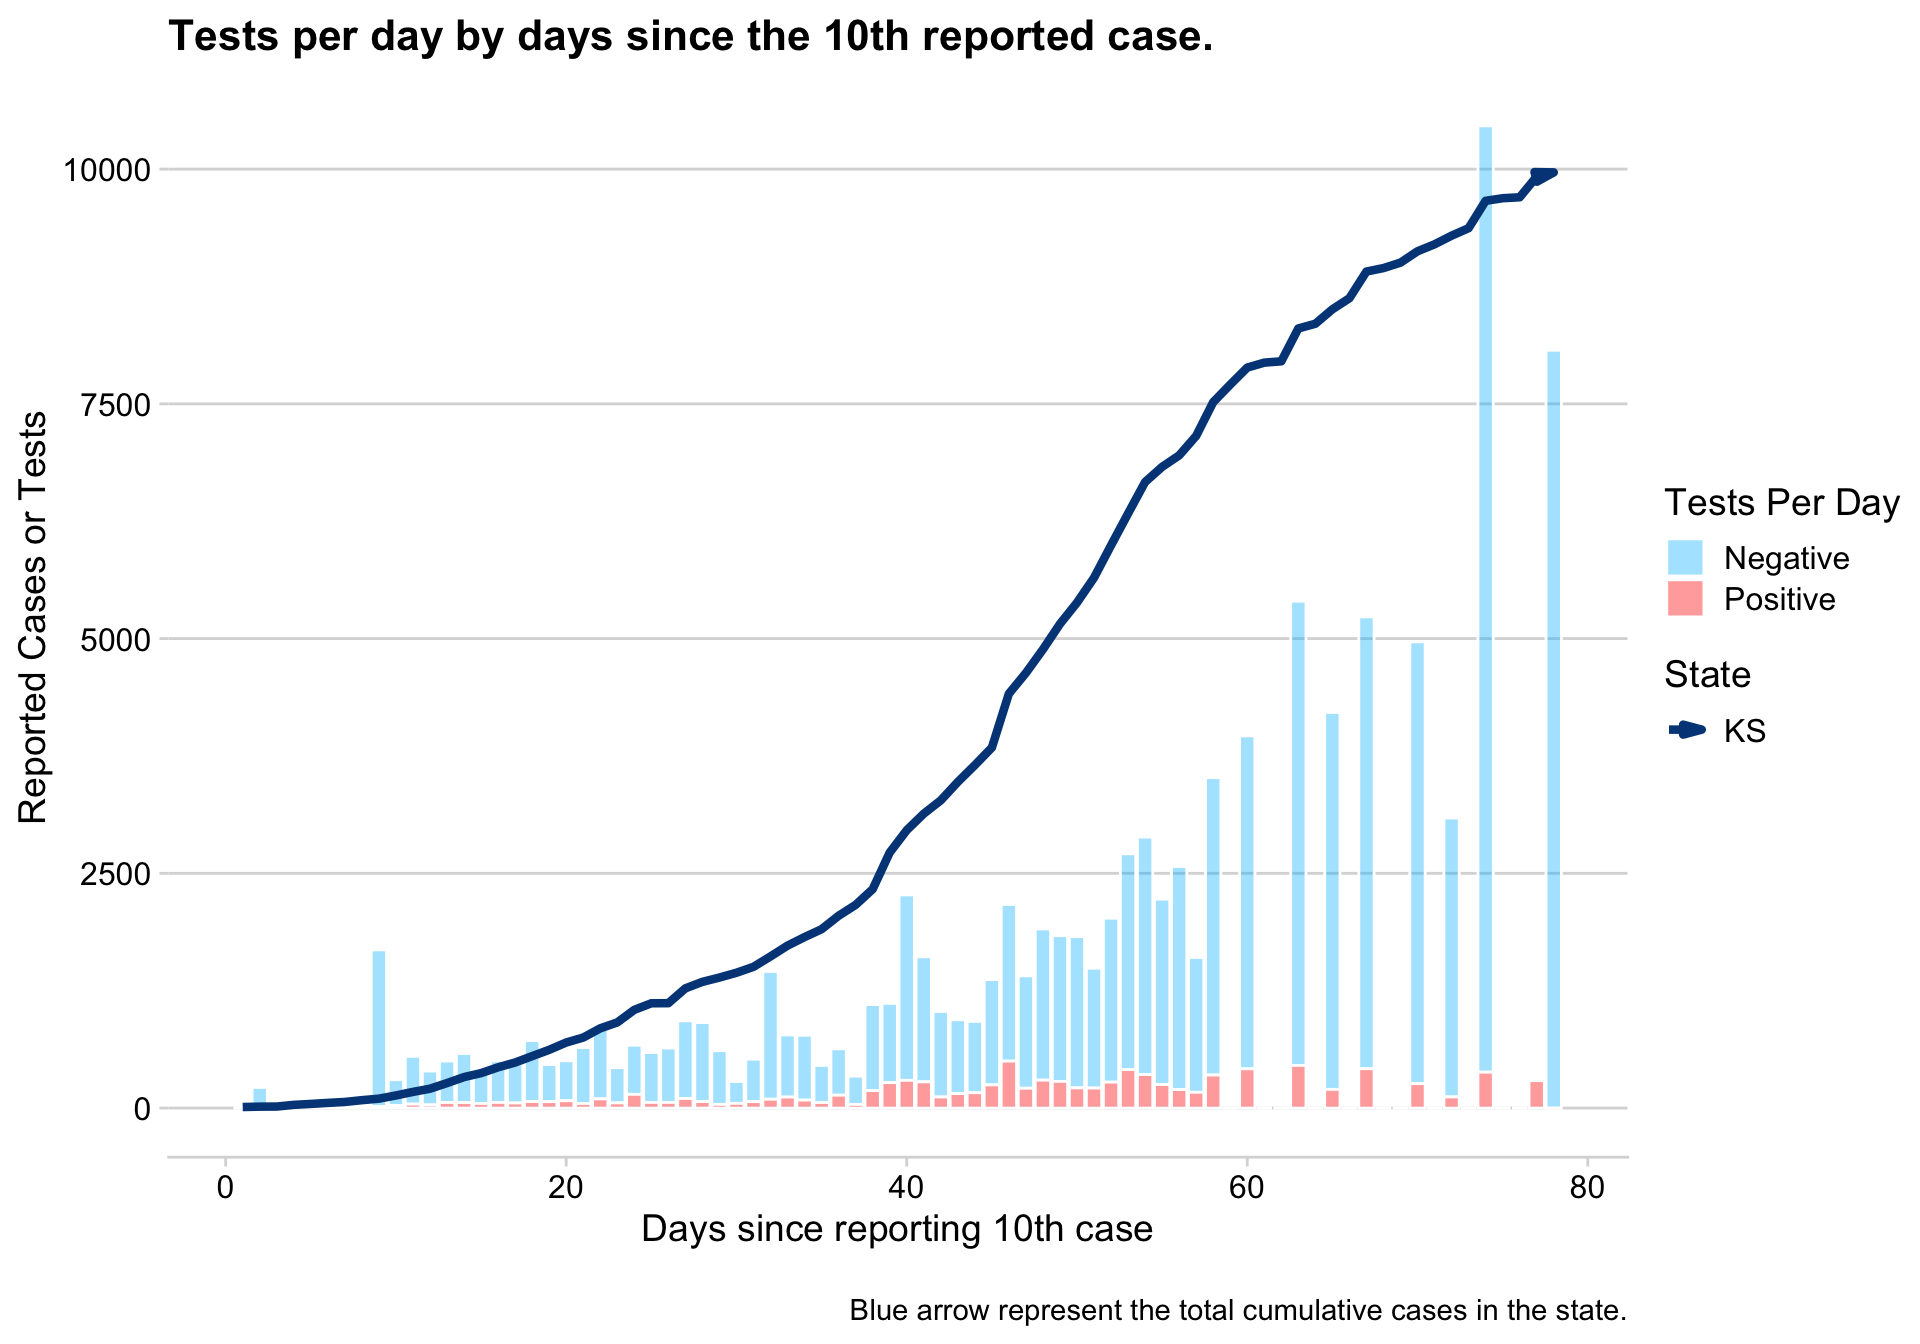 Tests per day by days since the 10th reported case.
10000
7500
5000
2500
0
Reported Cases or Tests
0 20 40 60 80
Days since reporting 10th case
Tests Per Day
Negative
Positive
State
KS
Blue arrow represent the total cumulative cases in the state.